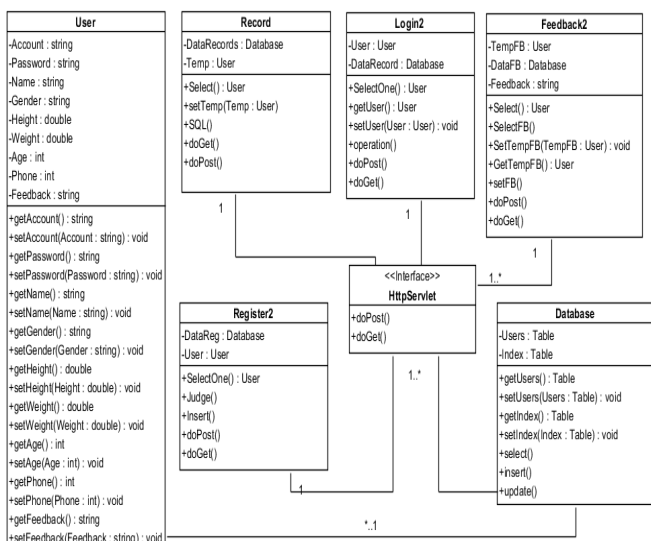 User
-Account : string
-Password : string
-Name : string
-Gender : string
-Height : double
-Weight : double
-Age : int
-Phone : int
-Feedback : string
+getAccount() : string
+setAccount(Account : string) : void
+getPassword() : string
+setPassword(Password : string) : void
+getName() : string
+setName(Name : string) : void
+getGender() : string
+setGender(Gender : string) : void
+getHeight() : double
+setHeight(Height : double) : void
+getWeight() : double
+setWeight(Weight : double) : void
+getAge() : int
+setAge(Age : int) : void
+getPhone() : int
+setPhone(Phone : int) : void
+getFeedback() : string
+setFeedback(Feedback : string) : void
Record
-DataRecords : Database
-Temp : User
+Select() : User
+setTemp(Temp : User)
+SQL()
+doGet()
+doPost()
1
Login2
-User : User
-DataRecord : Database
+SelectOne() : User
+getUser() : User
+setUser(User : User) : void
+operation()
+doPost()
+doGet()
1
Feedback2
-TempFB : User
-DataFB : Database
-Feedback : string
+Select() : User
+SelectFB()
+SetTempFB(TempFB : User) : void
+GetTempFB() : User
+setFB()
+doPost()
+doGet()
1
<<Interface>>
HttpServlet
+doPost()
+doGet()
1..*
1..*
Register2
-DataReg : Database
-User : User
+SelectOne() : User
+Judge()
+Insert()
+doPost()
+doGet()
1
Database
-Users : Table
-Index : Table
+getUsers() : Table
+setUsers(Users : Table) : void
+getIndex() : Table
+setIndex(Index : Table) : void
+select()
+insert()
+update()
*..1